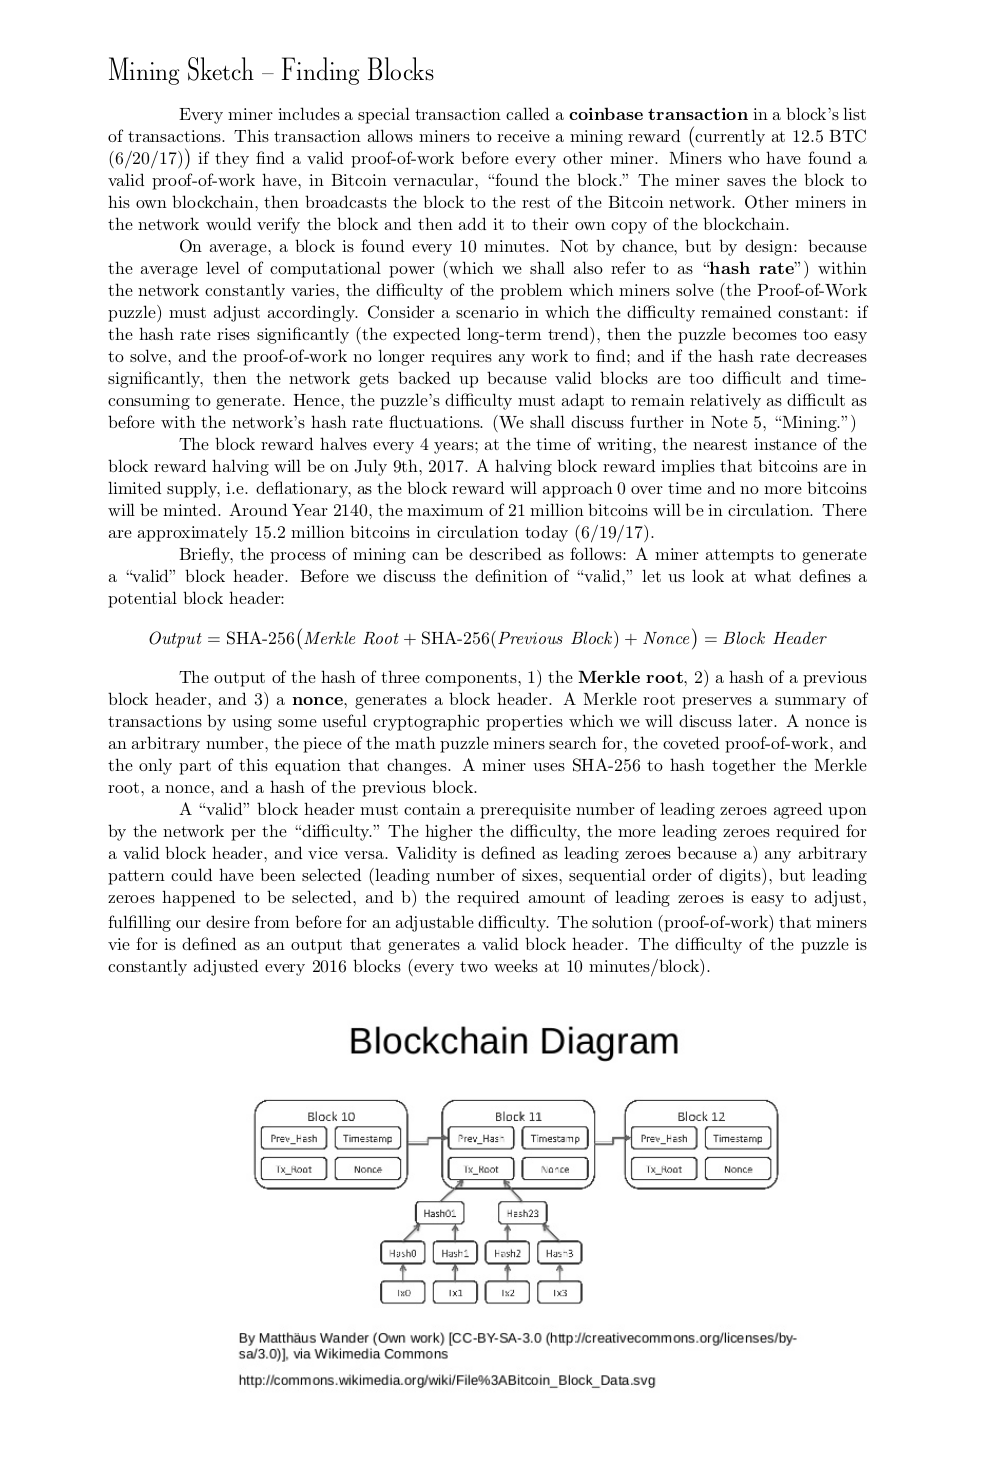 Mining Sketch – Finding Blocks
Every miner includes a special transaction called a coinbase transaction in a block's list
of transactions. This transaction allows miners to receive a mining reward (currently at 12.5 BTC
(6/20/17)) if they find a valid proof-of-work before every other miner. Miners who have found a
valid proof-of-work have, in Bitcoin vernacular, “found the block.” The miner saves the block to
his own blockchain, then broadcasts the block to the rest of the Bitcoin network. Other miners in
the network would verify the block and then add it to their own copy of the blockchain.
On average, a block is found every 10 minutes. Not by chance, but by design: because
the average level of computational power (which we shall also refer to as “hash rate”) within
the network constantly varies, the difficulty of the problem which miners solve (the Proof-of-Work
puzzle) must adjust accordingly. Consider a scenario in which the difficulty remained constant: if
the hash rate rises significantly (the expected long-term trend), then the puzzle becomes too easy
to solve, and the proof-of-work no longer requires any work to find; and if the hash rate decreases
significantly, then the network gets backed up because valid blocks are too difficult and time-
consuming to generate. Hence, the puzzle's difficulty must adapt to remain relatively as difficult as
before with the network's hash rate fluctuations. (We shall discuss further in Note 5, “Mining.”)
The block reward halves every 4 years; at the time of writing, the nearest instance of the
block reward halving will be on July 9th, 2017. A halving block reward implies that bitcoins are in
limited supply, i.e. deflationary, as the block reward will approach 0 over time and no more bitcoins
will be minted. Around Year 2140, the maximum of 21 million bitcoins will be in circulation. There
are approximately 15.2 million bitcoins in circulation today (6/19/17).
Briefly, the process of mining can be described as follows: A miner attempts to generate
a “valid” block header. Before we discuss the definition of “valid,” let us look at what defines a
potential block header:
Output = SHA-256(Merkle Root + SHA-256(Previous Block) + Nonce) = Block Header
The output of the hash of three components, 1) the Merkle root, 2) a hash of a previous
block header, and 3) a nonce, generates a block header. A Merkle root preserves a summary of
transactions by using some useful cryptographic properties which we will discuss later. A nonce is
an arbitrary number, the piece of the math puzzle miners search for, the coveted proof-of-work, and
the only part of this equation that changes. A miner uses SHA-256 to hash together the Merkle
root, a nonce, and a hash of the previous block.
A “valid” block header must contain a prerequisite number of leading zeroes agreed upon
by the network per the “difficulty.” The higher the difficulty, the more leading zeroes required for
a valid block header, and vice versa. Validity is defined as leading zeroes because a) any arbitrary
pattern could have been selected (leading number of sixes, sequential order of digits), but leading
zeroes happened to be selected, and b) the required amount of leading zeroes is easy to adjust,
fulfilling our desire from before for an adjustable difficulty. The solution (proof-of-work) that miners
vie for is defined as an output that generates a valid block header. The difficulty of the puzzle is
constantly adjusted every 2016 blocks (every two weeks at 10 minutes/block).
Blockchain Diagram
Block 10 Block 11 Block 12
Prev_Hash Timestamp Prev_Hash Timestamp Prev_Hash Timestamp
Tx_Root Nonce Tx_Root Nonce Tx_Root Nonce
Hash01 Hash23
Hash0 Hash1 Hash2 Hash3
Tx0 Tx1 Tx2 Tx3
By Matthäus Wander (Own work) [CC-BY-SA-3.0 (http://creativecommons.org/licenses/by-
sa/3.0)], via Wikimedia Commons
http://commons.wikimedia.org/wiki/File%3ABitcoin_Block_Data.svg